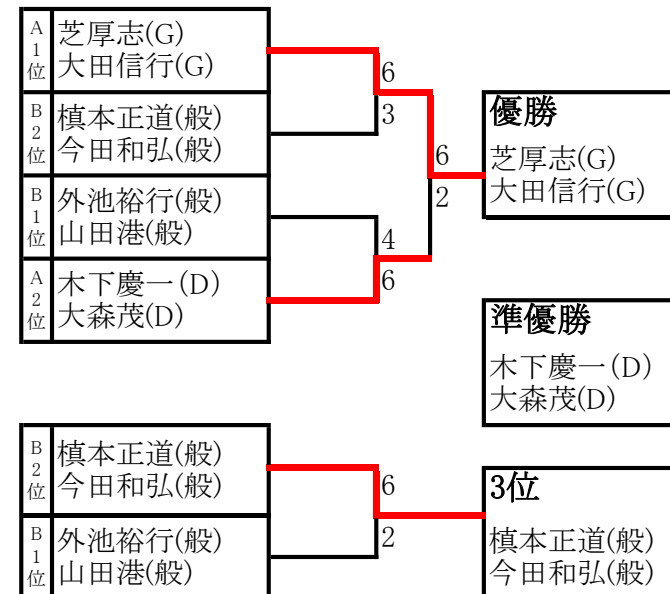 A
1
位
芝厚志(G)
大田信行(G)
B
2
位
槙本正道(般)
今田和弘(般)
B
1
位
外池裕行(般)
山田港(般)
A
2
位
木下慶一(D)
大森茂(D)
6
3
4
6
6
2
優勝
芝厚志(G)
大田信行(G)
準優勝
木下慶一(D)
大森茂(D)
B
2
位
槙本正道(般)
今田和弘(般)
B
1
位
外池裕行(般)
山田港(般)
6
2
3位
槙本正道(般)
今田和弘(般)